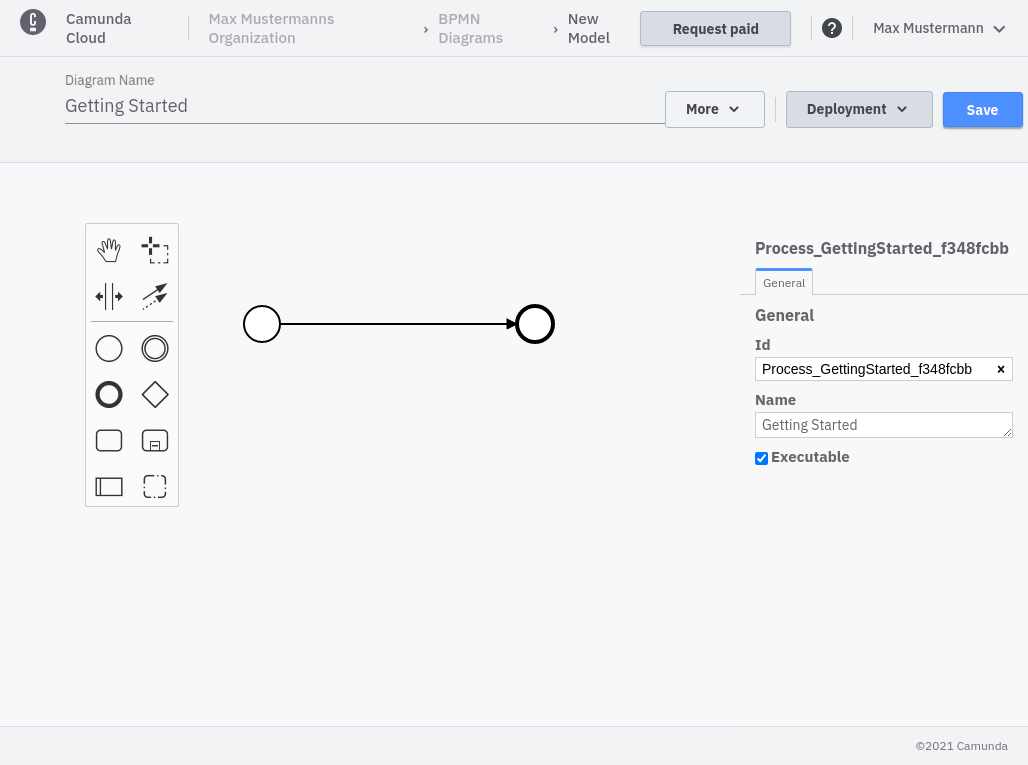 Camunda
Cloud
Max Mustermanns
Organization
›
BPMN
Diagrams
›
New
Model
Request paid
?
Max Mustermann
Diagram Name
Getting Started
More
Deployment
Save
Process_GettingStarted_f348fcbb
General
General
Id
Process_GettingStarted_f348fcbb ×
Name
Getting Started
Executable
©2021 Camunda